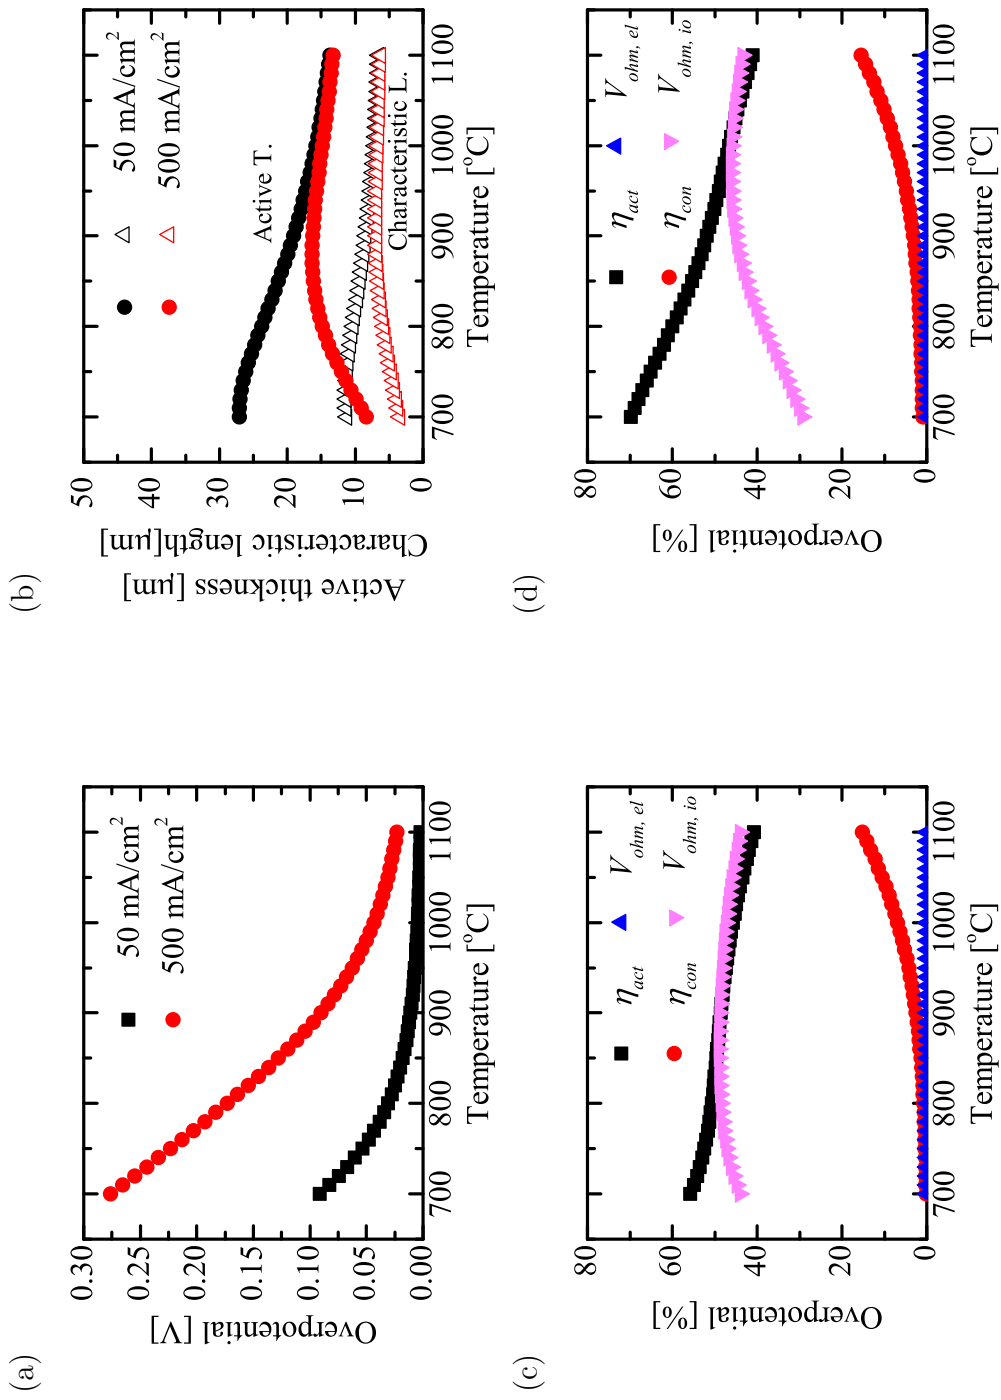 (a)
Overpotential [V]
0.30
0.25
0.20
0.15
0.10
0.05
0.00
50 mA/cm²
500 mA/cm²
700 800 900 1000 1100
Temperature [°C]
(b)
Active thickness [μm]
Characteristic length[μm]
50
40
30
20
10
0
50 mA/cm²
500 mA/cm²
Active T.
Characteristic L.
700 800 900 1000 1100
Temperature [°C]
(c)
Overpotential [%]
80
60
40
20
0
η_act V_ohm, el
η_con V_ohm, io
700 800 900 1000 1100
Temperature [°C]
(d)
Overpotential [%]
80
60
40
20
0
η_act V_ohm, el
η_con V_ohm, io
700 800 900 1000 1100
Temperature [°C]